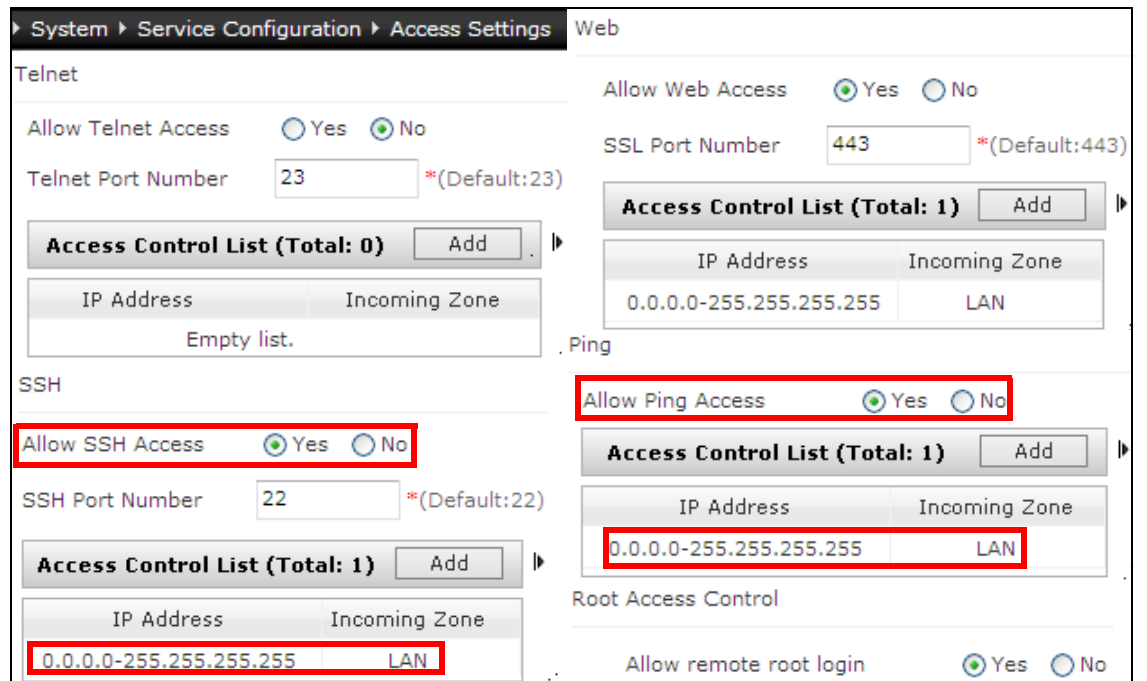 System Service Configuration Access Settings
Telnet
Allow Telnet Access Yes No
Telnet Port Number 23 *(Default:23)
Access Control List (Total: 0) Add
IP Address Incoming Zone
Empty list.
SSH
Allow SSH Access Yes No
SSH Port Number 22 *(Default:22)
Access Control List (Total: 1) Add
IP Address Incoming Zone
0.0.0.0-255.255.255.255 LAN
Web
Allow Web Access Yes No
SSL Port Number 443 *(Default:443)
Access Control List (Total: 1) Add
IP Address Incoming Zone
0.0.0.0-255.255.255.255 LAN
Ping
Allow Ping Access Yes No
Access Control List (Total: 1) Add
IP Address Incoming Zone
0.0.0.0-255.255.255.255 LAN
Root Access Control
Allow remote root login Yes No